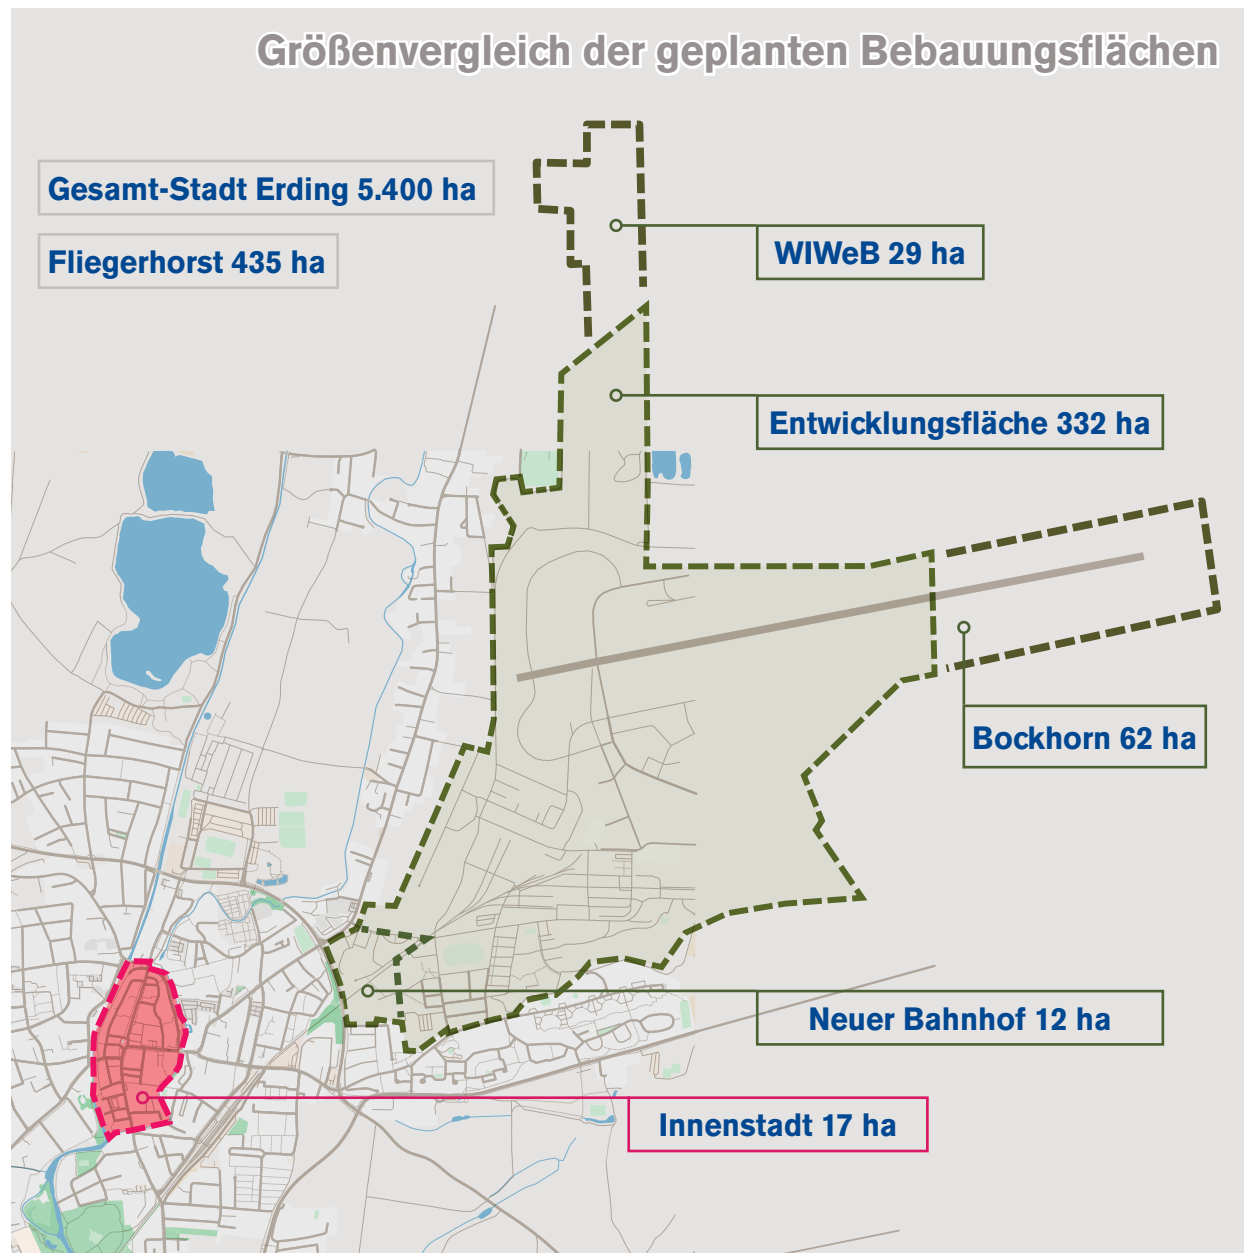 Größenvergleich der geplanten Bebauungsflächen
Gesamt-Stadt Erding 5.400 ha
Fliegerhorst 435 ha
WIWeB 29 ha
Entwicklungsfläche 332 ha
Bockhorn 62 ha
Neuer Bahnhof 12 ha
Innenstadt 17 ha